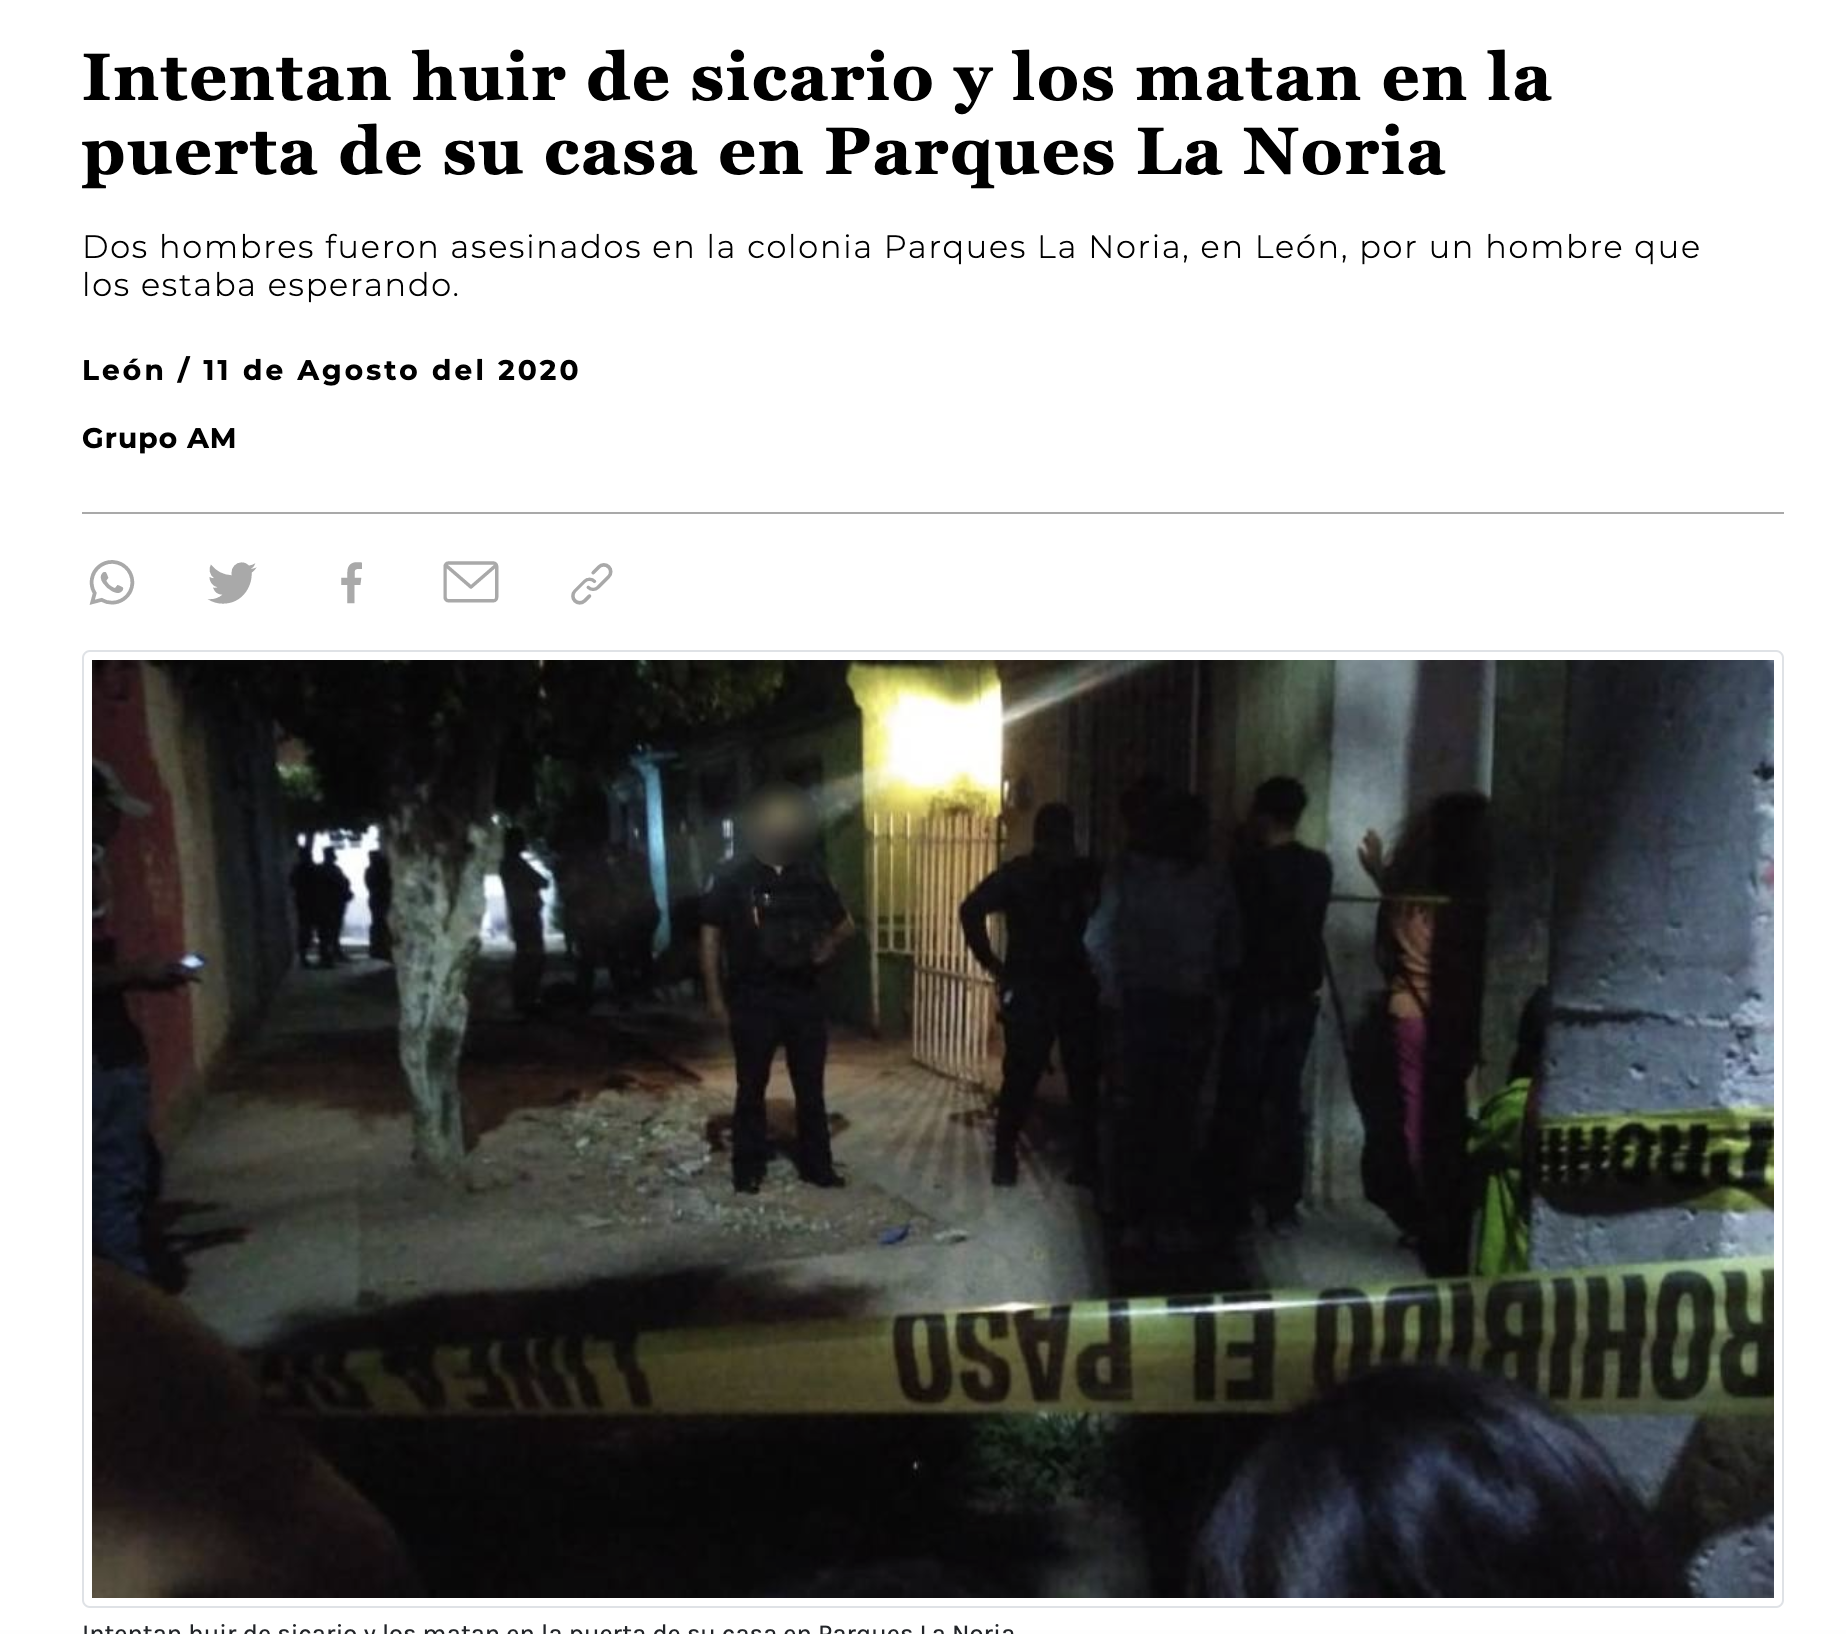 Intentan huir de sicario y los matan en la
puerta de su casa en Parques La Noria
Dos hombres fueron asesinados en la colonia Parques La Noria, en León, por un hombre que
los estaba esperando.
León / 11 de Agosto del 2020
Grupo AM
PROHIBIDO EL PASO
LINEA DE
Intentan huir de sicario y los matan en la puerta de su casa en Parques La Noria